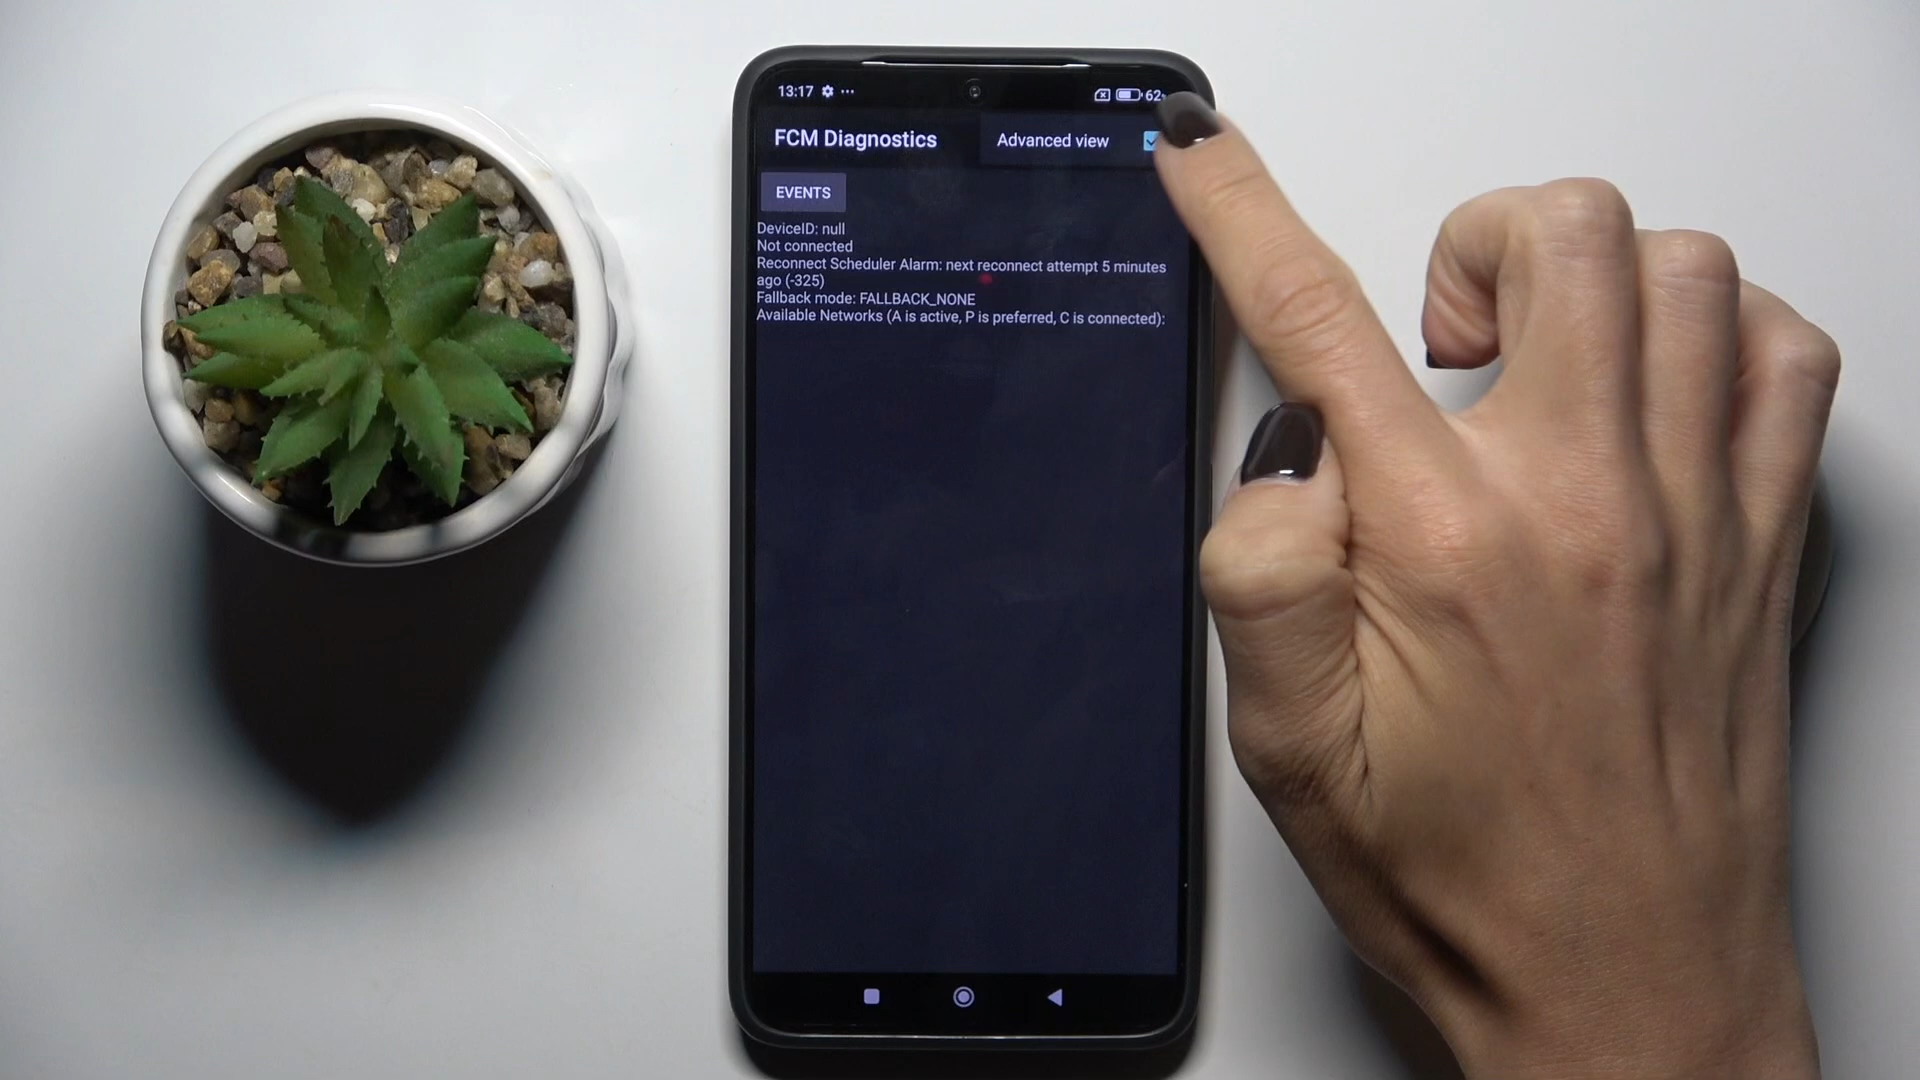 13:17
62
FCM Diagnostics
Advanced view
EVENTS
DeviceID: null
Not connected
Reconnect Scheduler Alarm: next reconnect attempt 5 minutes
ago (-325)
Fallback mode: FALLBACK_NONE
Available Networks (A is active, P is preferred, C is connected):